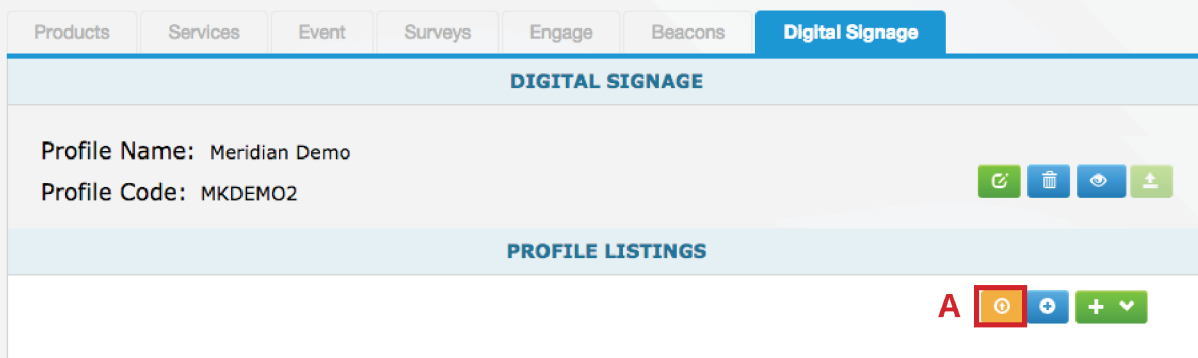 Products Services Event Surveys Engage Beacons Digital Signage
DIGITAL SIGNAGE
Profile Name: Meridian Demo
Profile Code: MKDEMO2
PROFILE LISTINGS
A